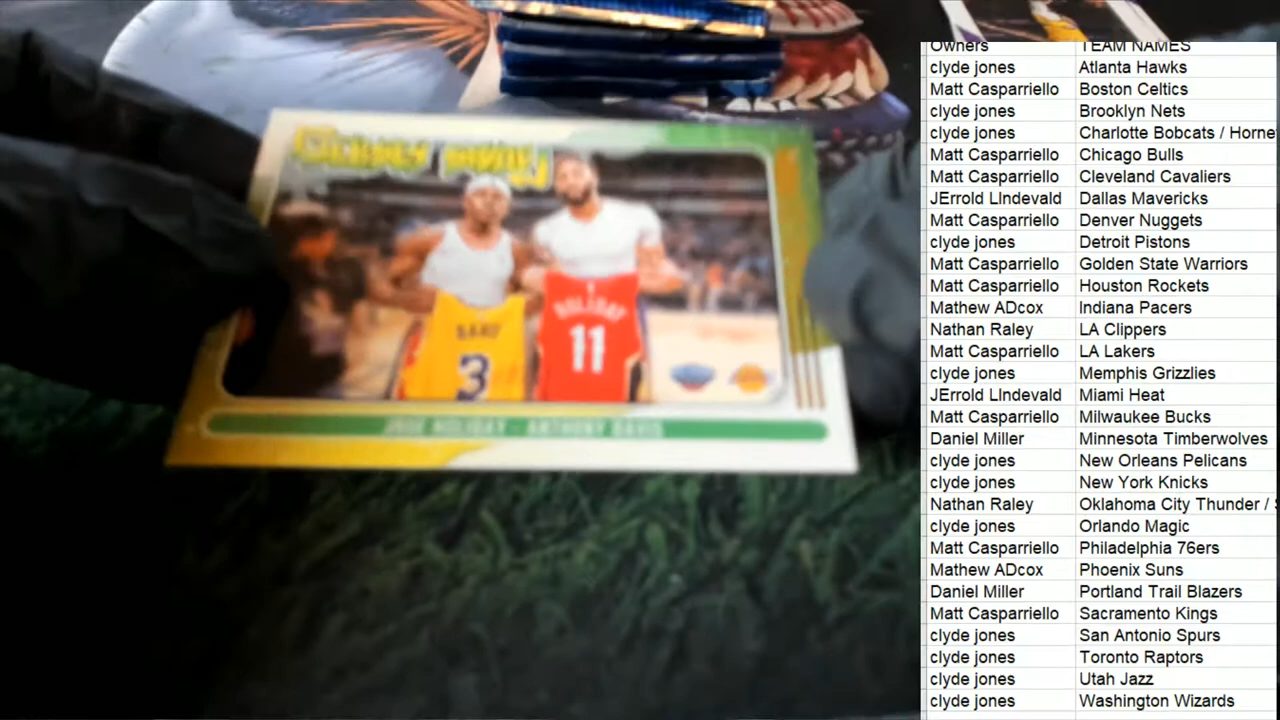 JRUE HOLIDAY - ANTHONY DAVIS
DAVIS
3
HOLIDAY
11
Owners TEAM NAMES
clyde jones Atlanta Hawks
Matt Casparriello Boston Celtics
clyde jones Brooklyn Nets
clyde jones Charlotte Bobcats / Horne
Matt Casparriello Chicago Bulls
Matt Casparriello Cleveland Cavaliers
JErrold LIndevald Dallas Mavericks
Matt Casparriello Denver Nuggets
clyde jones Detroit Pistons
Matt Casparriello Golden State Warriors
Matt Casparriello Houston Rockets
Mathew ADcox Indiana Pacers
Nathan Raley LA Clippers
Matt Casparriello LA Lakers
clyde jones Memphis Grizzlies
JErrold LIndevald Miami Heat
Matt Casparriello Milwaukee Bucks
Daniel Miller Minnesota Timberwolves
clyde jones New Orleans Pelicans
clyde jones New York Knicks
Nathan Raley Oklahoma City Thunder /
clyde jones Orlando Magic
Matt Casparriello Philadelphia 76ers
Mathew ADcox Phoenix Suns
Daniel Miller Portland Trail Blazers
Matt Casparriello Sacramento Kings
clyde jones San Antonio Spurs
clyde jones Toronto Raptors
clyde jones Utah Jazz
clyde jones Washington Wizards